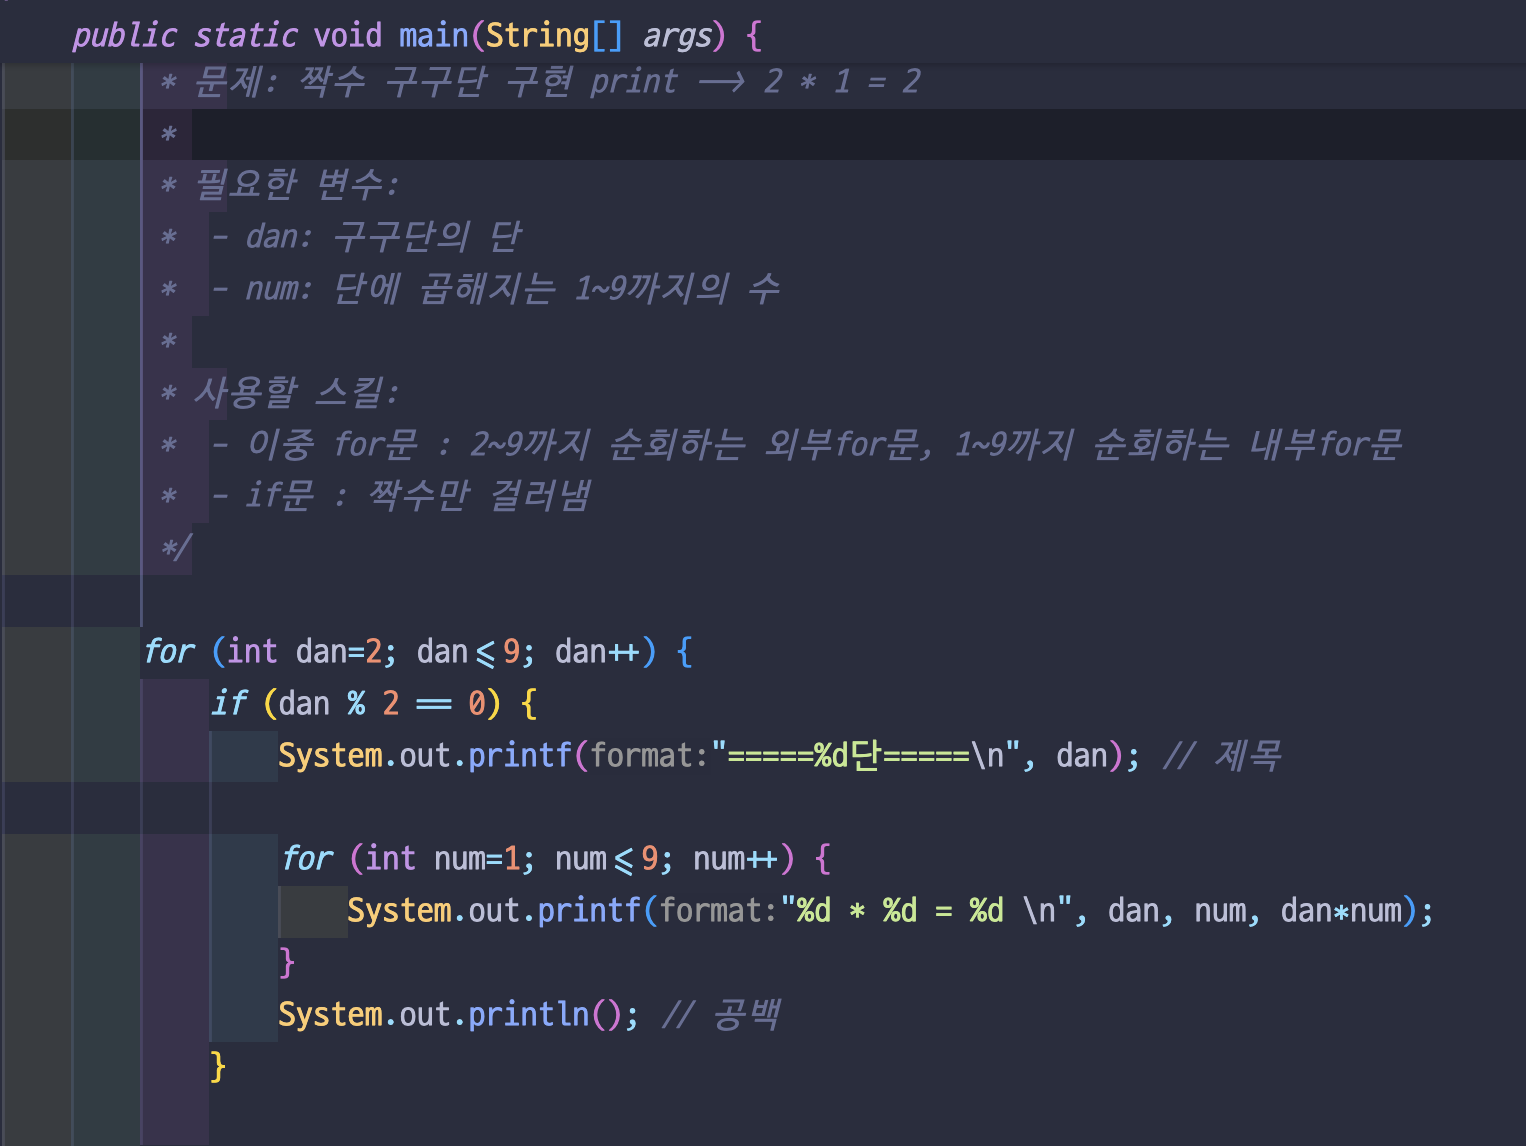 public static void main(String[] args) {
* 문제: 짝수 구구단 구현 print --> 2 * 1 = 2
*
* 필요한 변수:
* - dan: 구구단의 단
* - num: 단에 곱해지는 1~9까지의 수
*
* 사용할 스킬:
* - 이중 for문 : 2~9까지 순회하는 외부for문, 1~9까지 순회하는 내부for문
* - if문 : 짝수만 걸러냄
*/
for (int dan=2; dan<=9; dan++) {
if (dan % 2 == 0) {
System.out.printf(format:"=====%d단=====\n", dan); // 제목
for (int num=1; num<=9; num++) {
System.out.printf(format:"%d * %d = %d \n", dan, num, dan*num);
}
System.out.println(); // 공백
}